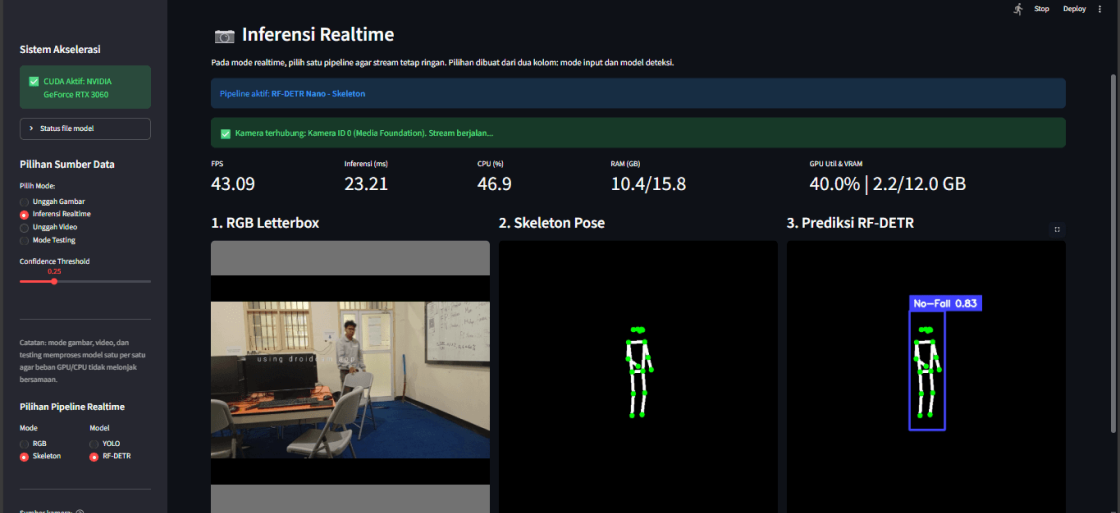 Stop
Deploy
Sistem Akselerasi
CUDA Aktif: NVIDIA
GeForce RTX 3060
Status file model
Pilihan Sumber Data
Pilih Mode:
Unggah Gambar
Inferensi Realtime
Unggah Video
Mode Testing
Confidence Threshold
0.25
Catatan: mode gambar, video, dan
testing memproses model satu per satu
agar beban GPU/CPU tidak melonjak
bersamaan.
Pilihan Pipeline Realtime
Mode Model
RGB YOLO
Skeleton RF-DETR
Inferensi Realtime
Pada mode realtime, pilih satu pipeline agar stream tetap ringan. Pilihan dibuat dari dua kolom: mode input dan model deteksi.
Pipeline aktif: RF-DETR Nano - Skeleton
Kamera terhubung: Kamera ID 0 (Media Foundation). Stream berjalan...
FPS Inferensi (ms) CPU (%) RAM (GB) GPU Util & VRAM
43.09 23.21 46.9 10.4/15.8 40.0% | 2.2/12.0 GB
1. RGB Letterbox 2. Skeleton Pose 3. Prediksi RF-DETR
No-Fall 0.83
using